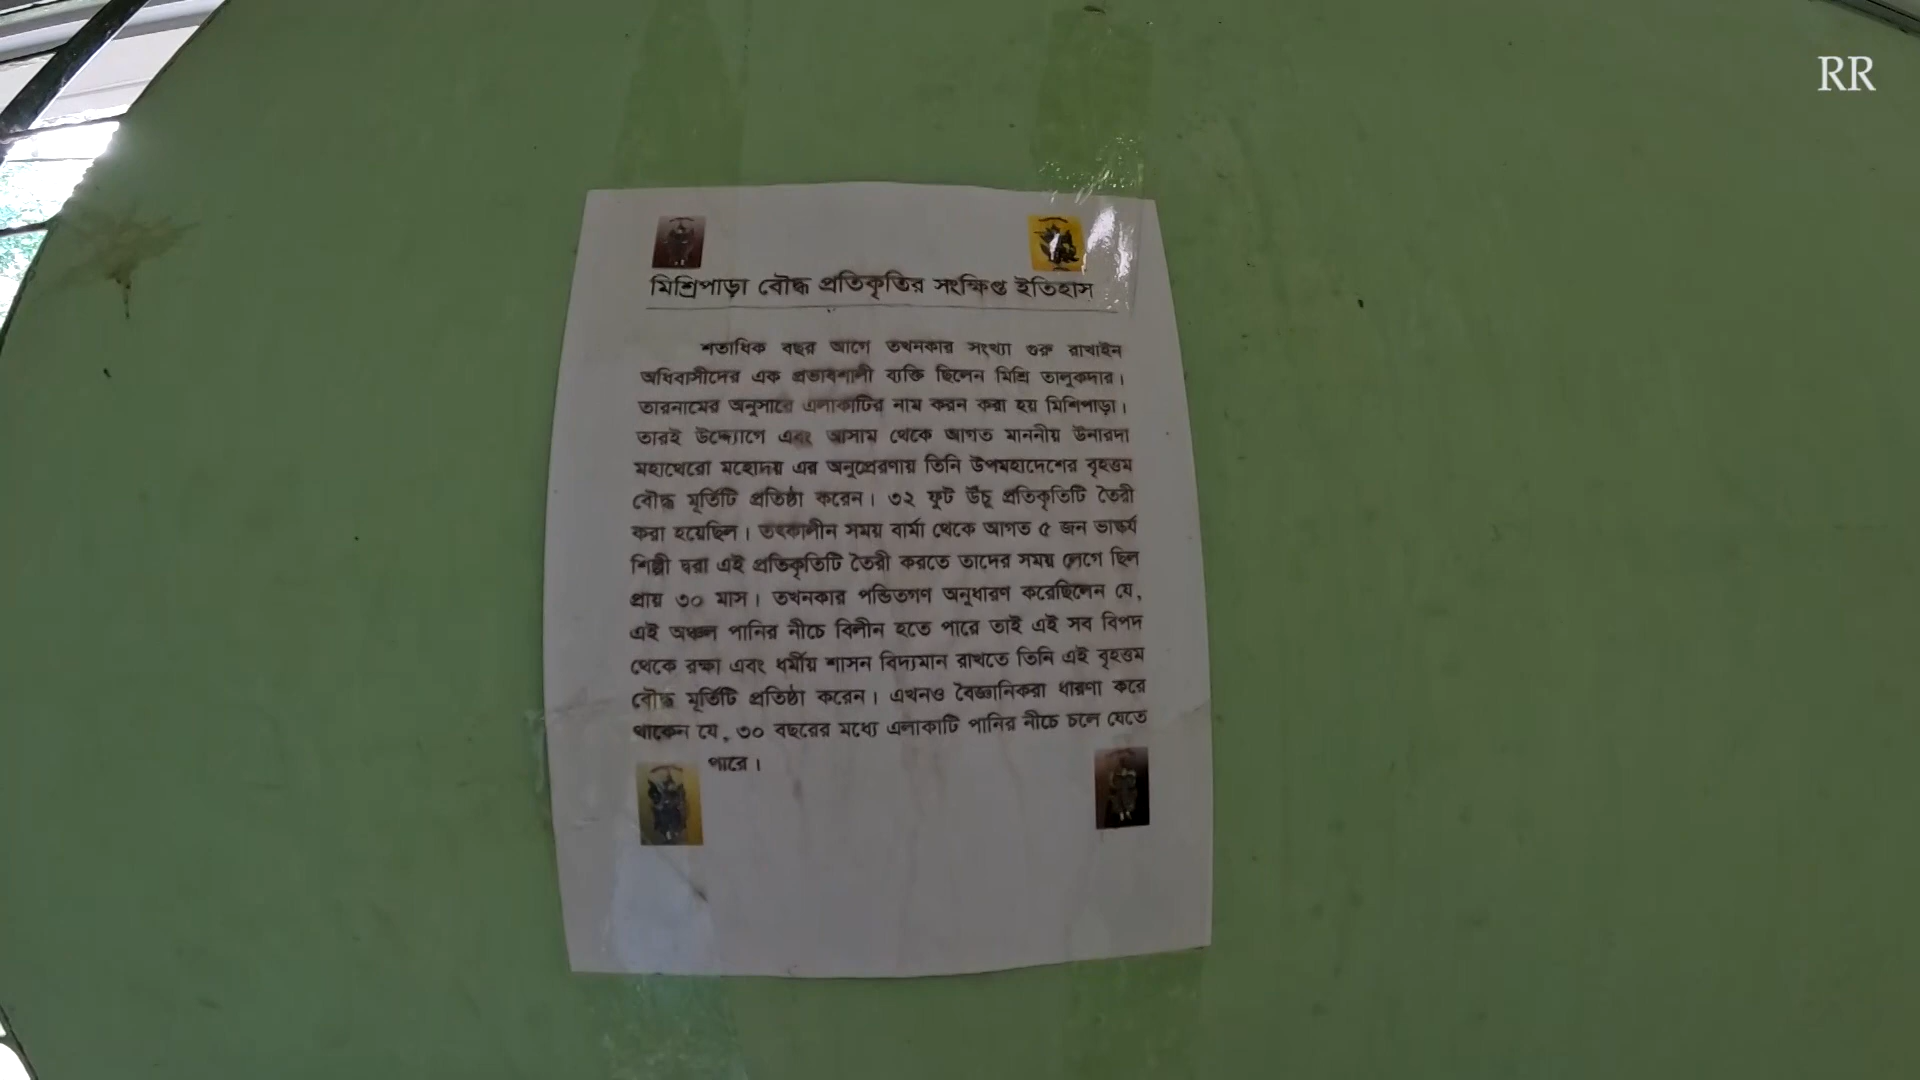 RR
মিশ্রিপাড়া বৌদ্ধ প্রতিকৃতির সংক্ষিপ্ত ইতিহাস
শতাধিক বছর আগে তখনকার সংখ্যা গুরু রাখাইন
অধিবাসীদের এক প্রভাবশালী ব্যক্তি ছিলেন মিশ্রি তালুকদার।
তারনামের অনুসারে এলাকাটির নাম করন করা হয় মিশিপাড়া।
তারই উদ্দ্যোগে এবং আসাম থেকে আগত মাননীয় উনারদা
মহাথেরো মহোদয় এর অনুপ্রেরণায় তিনি উপমহাদেশের বৃহত্তম
বৌদ্ধ মূর্তিটি প্রতিষ্ঠা করেন। ৩২ ফুট উঁচু প্রতিকৃতিটি তৈরী
করা হয়েছিল। তৎকালীন সময় বার্মা থেকে আগত ৫ জন ভাস্কর্য
শিল্পী দ্বরা এই প্রতিকৃতিটি তৈরী করতে তাদের সময় লেগে ছিল
প্রায় ৩০ মাস। তখনকার পন্ডিতগণ অনুধারণ করেছিলেন যে,
এই অঞ্চল পানির নীচে বিলীন হতে পারে তাই এই সব বিপদ
থেকে রক্ষা এবং ধর্মীয় শাসন বিদ্যমান রাখতে তিনি এই বৃহত্তম
বৌদ্ধ মূর্তিটি প্রতিষ্ঠা করেন। এখনও বৈজ্ঞানিকরা ধারণা করে
থাকেন যে, ৩০ বছরের মধ্যে এলাকাটি পানির নীচে চলে যেতে
পারে।